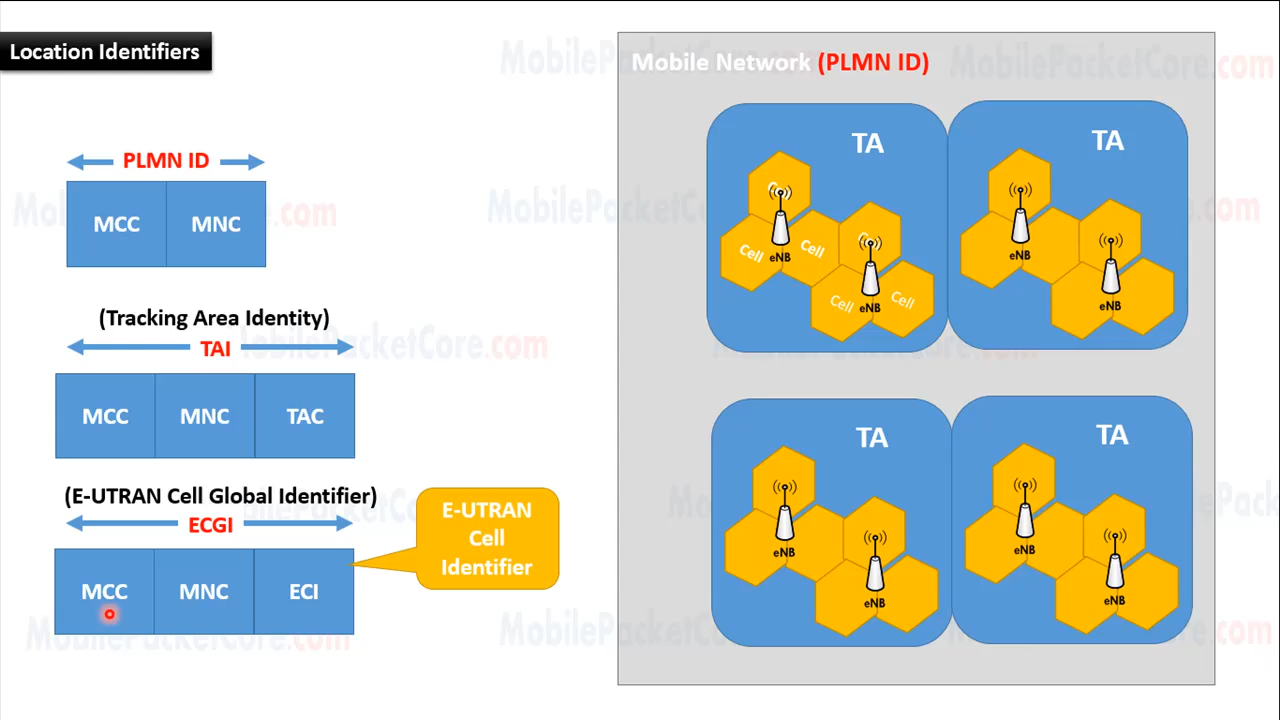 Location Identifiers
MobilePacketCore.com
Mobile Network (PLMN ID)
PLMN ID
MCC MNC
(Tracking Area Identity)
TAI
MCC MNC TAC
(E-UTRAN Cell Global Identifier)
ECGI
MCC MNC ECI
E-UTRAN
Cell
Identifier
TA
Cell
Cell
eNB
Cell
Cell
eNB
TA
eNB
eNB
TA
eNB
eNB
TA
eNB
eNB